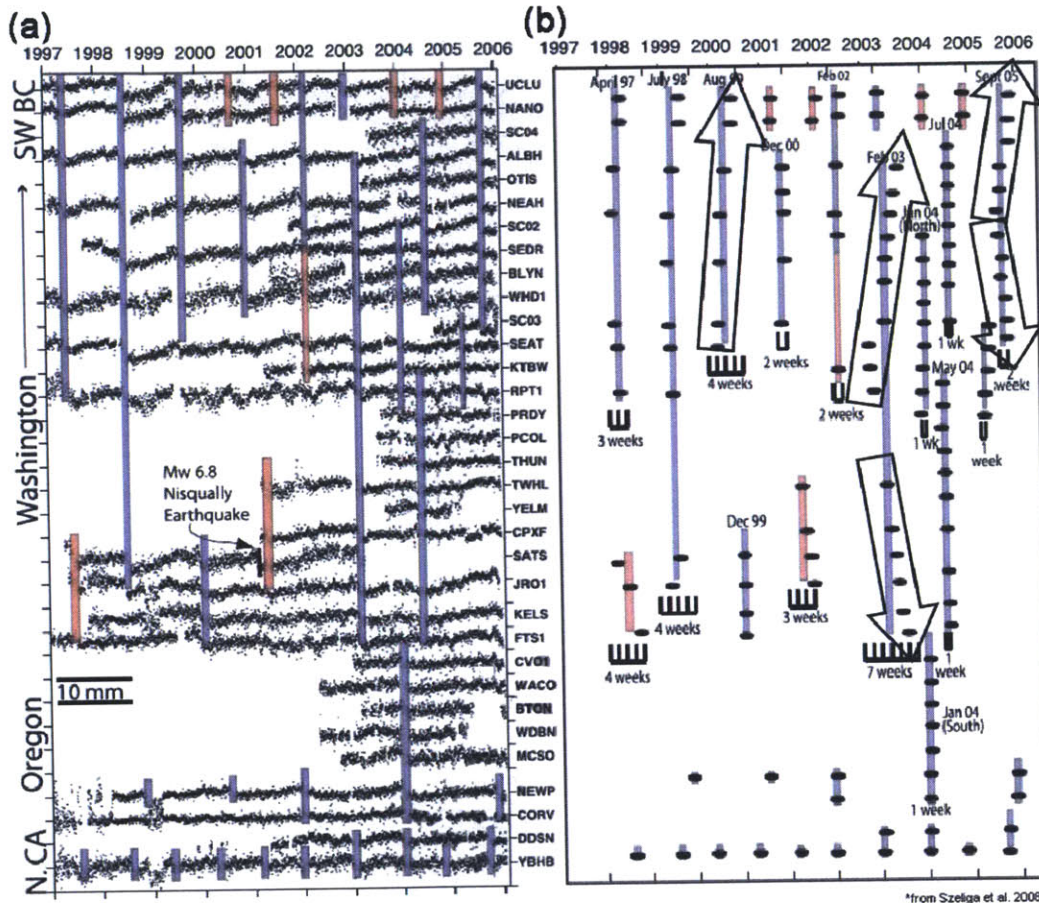 (a)
1997 1998 1999 2000 2001 2002 2003 2004 2005 2006
SW BC
Washington
Oregon
N. CA
UCLU
NANO
SC04
ALBH
OTIS
NEAH
SC02
SEDR
BLYN
WHD1
SC03
SEAT
KTBW
RPT1
PRDY
PCOL
THUN
TWHL
YELM
CPXF
SATS
JRO1
KELS
FTS1
CVO1
WACO
BTON
WDBN
MCSO
NEWP
CORV
DDSN
YBHB
Mw 6.8
Nisqually
Earthquake
10 mm
(b)
1997 1998 1999 2000 2001 2002 2003 2004 2005 2006
April 97
July 98
Aug 99
Dec 00
Feb 02
Feb 03
Jan 04
(North)
Jul 04
Sept 05
3 weeks
4 weeks
2 weeks
2 weeks
1 wk
1 wk
May 04
1
week
2
weeks
4 weeks
4 weeks
Dec 99
3 weeks
7 weeks
1
week
Jan 04
(South)
1 week
*from Szeliga et al. 2008